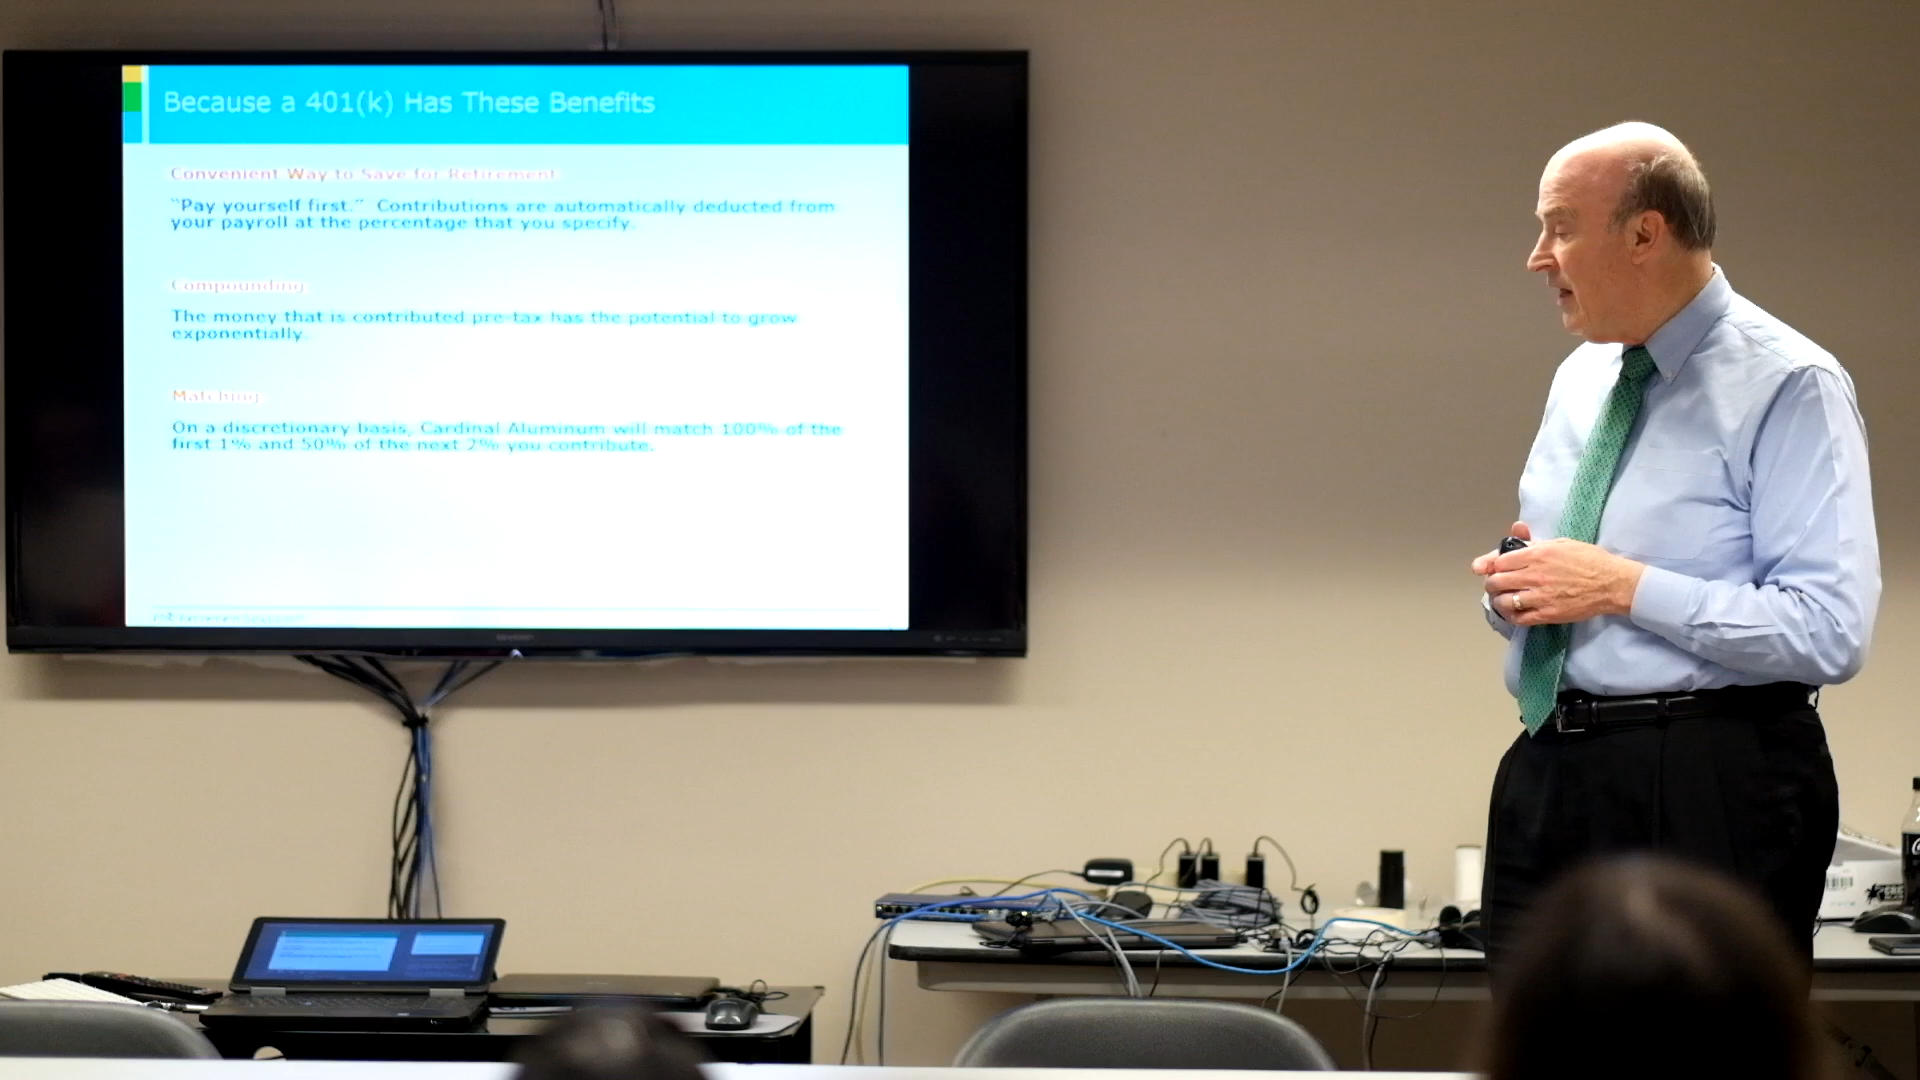 Because a 401(k) Has These Benefits
Convenient Way to Save for Retirement:
“Pay yourself first.” Contributions are automatically deducted from
your payroll at the percentage that you specify.
Compounding:
The money that is contributed pre-tax has the potential to grow
exponentially.
Matching:
On a discretionary basis, Cardinal Aluminum will match 100% of the
first 1% and 50% of the next 2% you contribute.